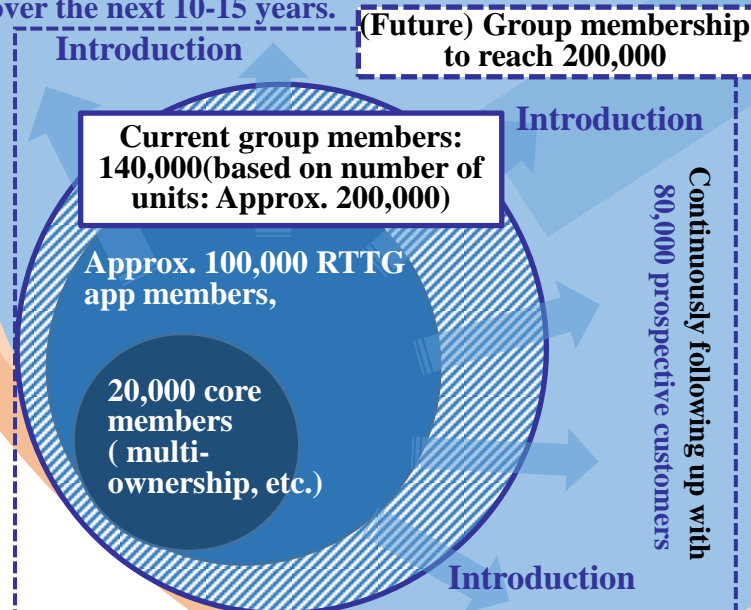 over the next 10-15 years.
(Future) Group membership
to reach 200,000
Introduction
Introduction
Current group members:
140,000(based on number of
units: Approx. 200,000)
Approx. 100,000 RTTG
app members,
20,000 core
members
( multi-
ownership, etc.)
Continuously following up with
80,000 prospective customers
Introduction